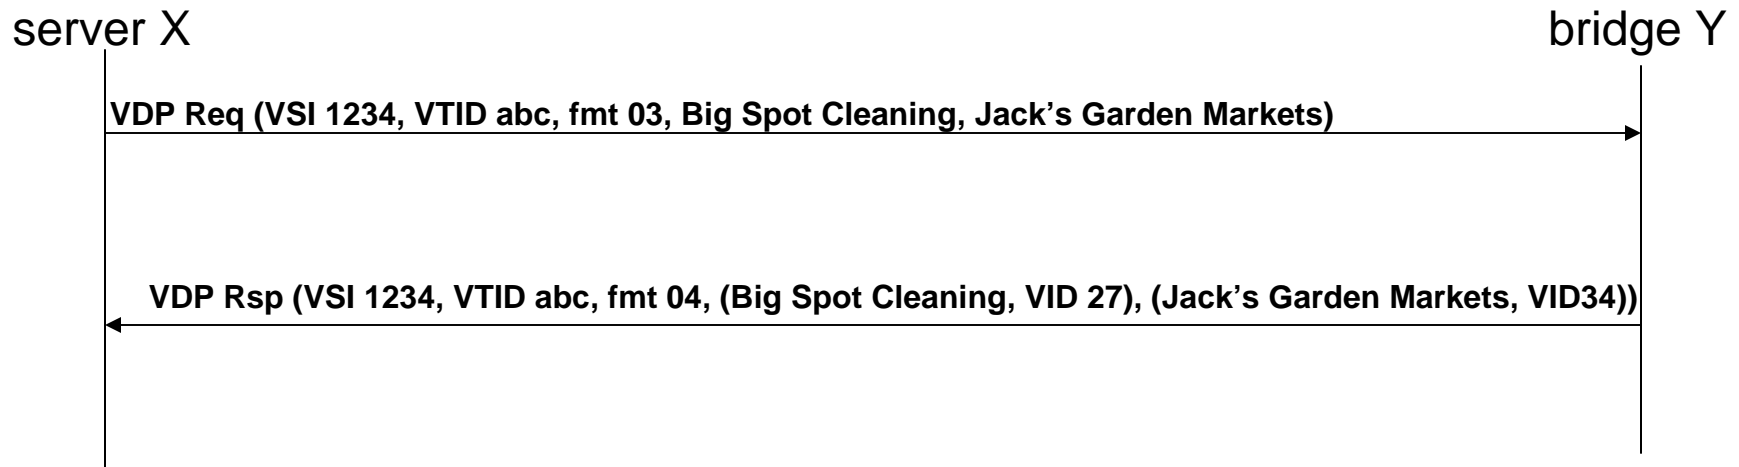 server X
bridge Y
VDP Req (VSI 1234, VTID abc, fmt 03, Big Spot Cleaning, Jack’s Garden Markets)
VDP Rsp (VSI 1234, VTID abc, fmt 04, (Big Spot Cleaning, VID 27), (Jack’s Garden Markets, VID34))